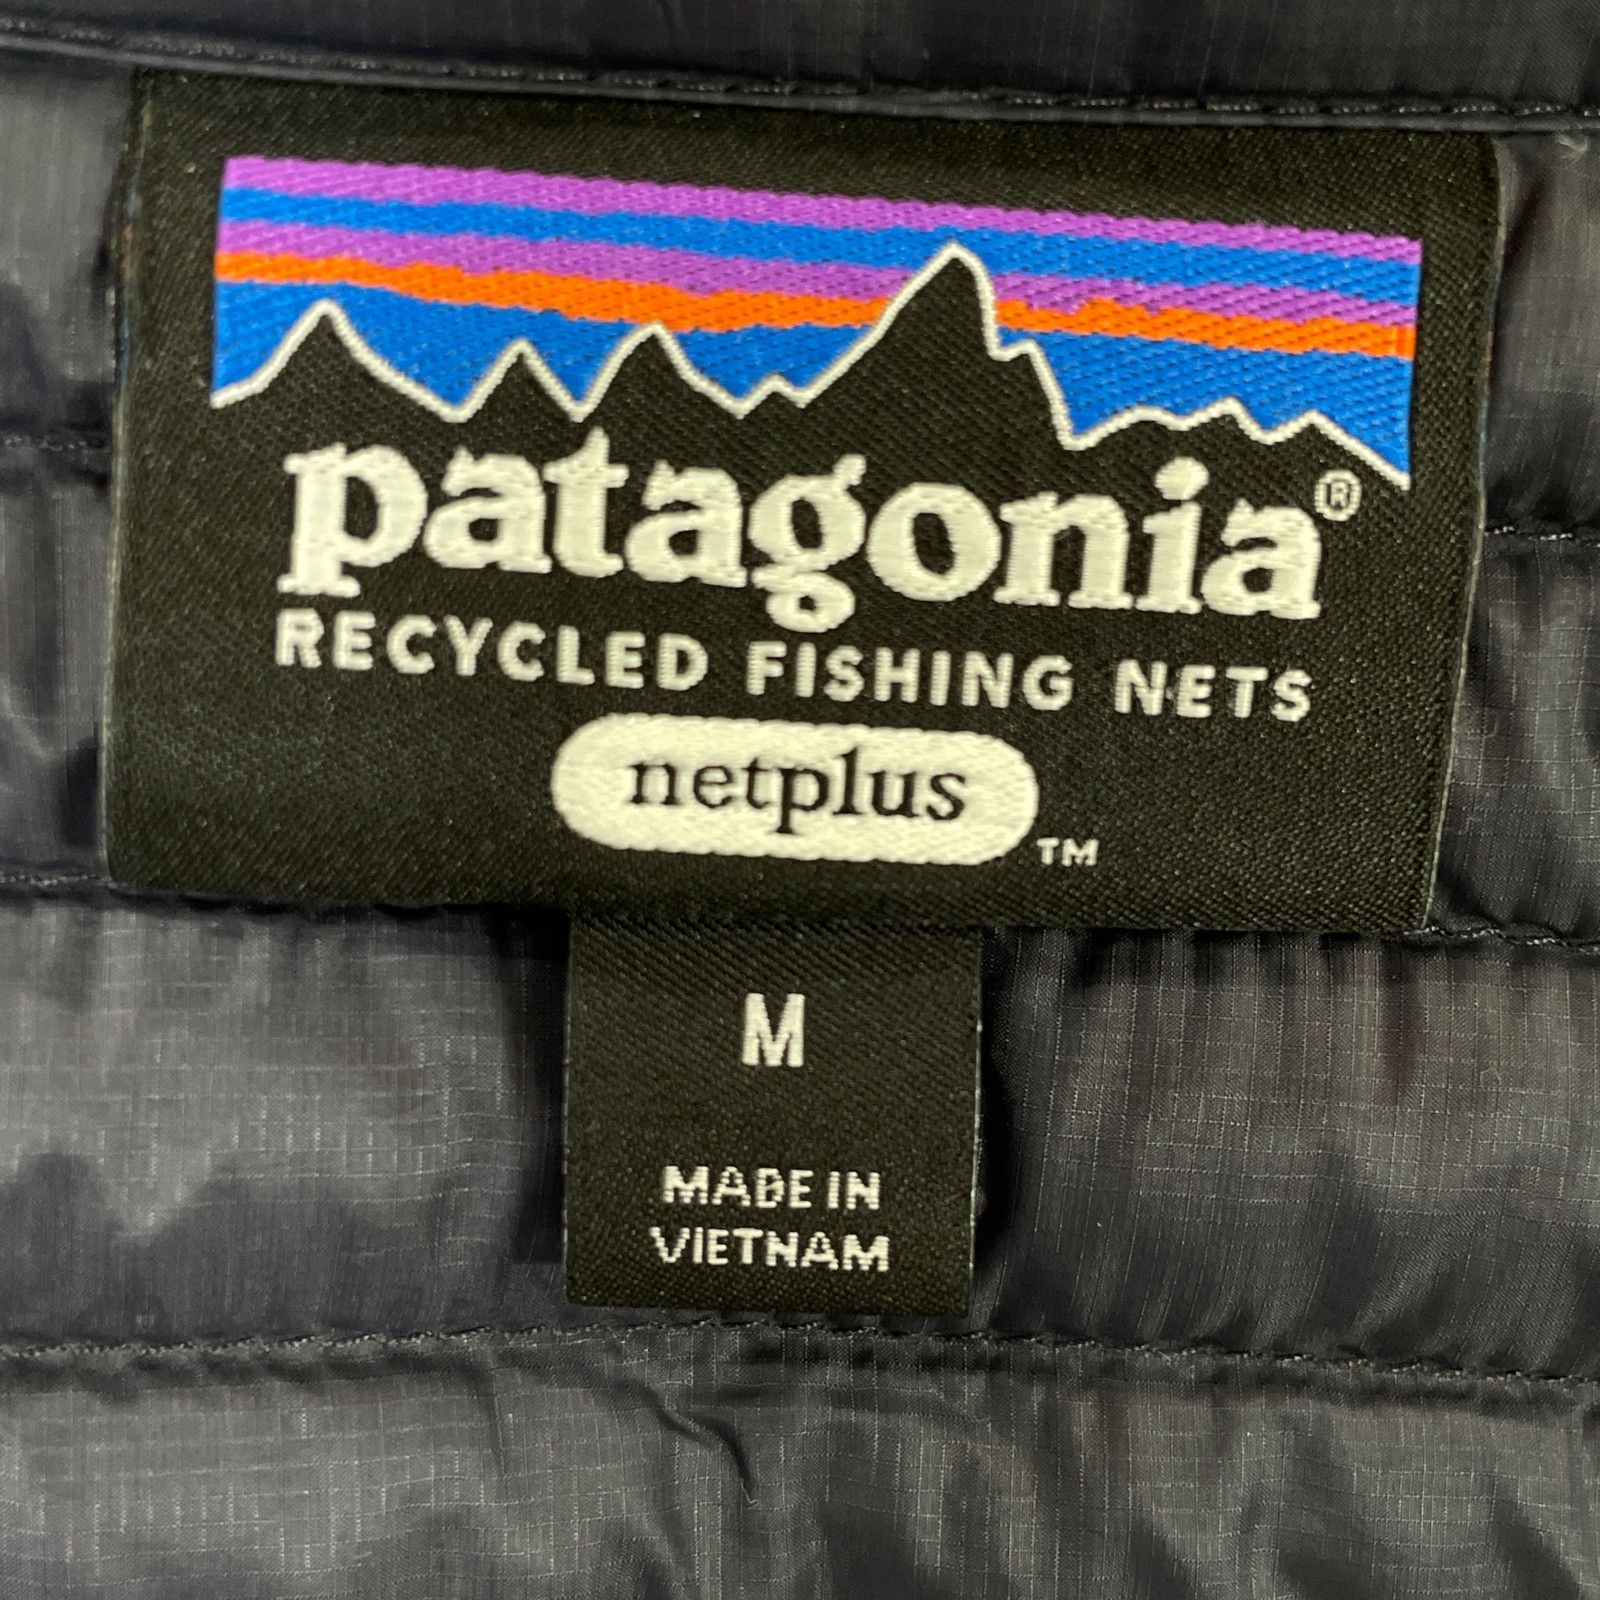 patagonia®
RECYCLED FISHING NETS
netplus
TM
M
MADE IN
VIETNAM